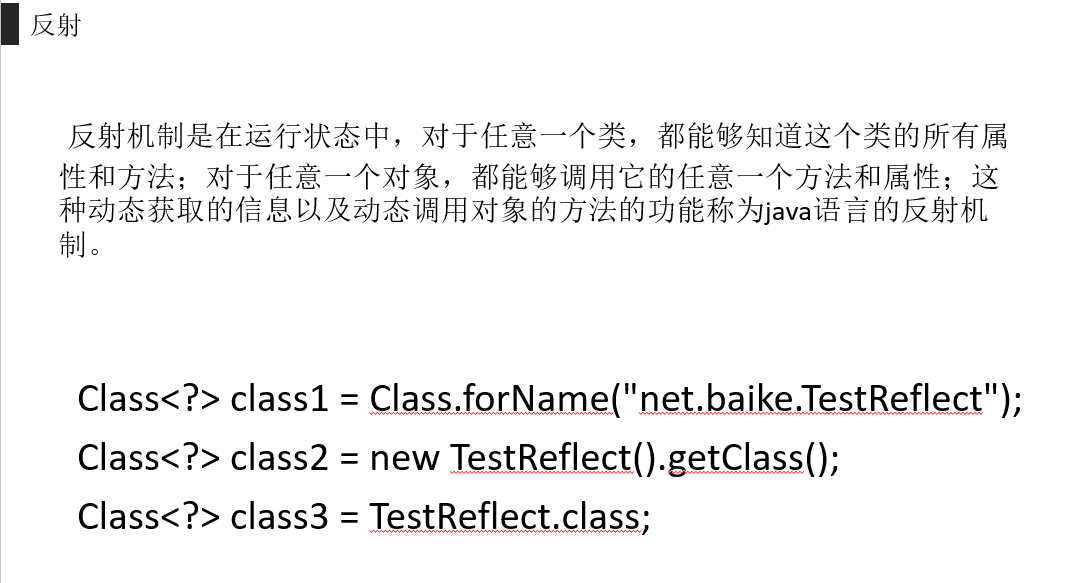 反射
反射机制是在运行状态中，对于任意一个类，都能够知道这个类的所有属
性和方法；对于任意一个对象，都能够调用它的任意一个方法和属性；这
种动态获取的信息以及动态调用对象的方法的功能称为java语言的反射机
制。
Class<?> class1 = Class.forName("net.baike.TestReflect");
Class<?> class2 = new TestReflect().getClass();
Class<?> class3 = TestReflect.class;